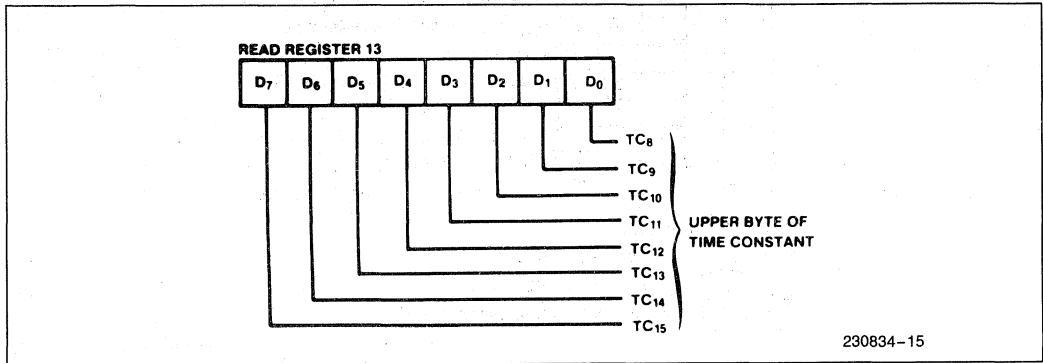 READ REGISTER 13
D7 D6 D5 D4 D3 D2 D1 D0
TC8
TC9
TC10
TC11
TC12
TC13
TC14
TC15
UPPER BYTE OF
TIME CONSTANT
230834-15